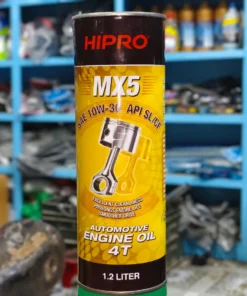 HIPRO
MX5
SAE 10W-30 API SL/CF
AUTOMOTIVE
ENGINE OIL
4T
1.2 LITER